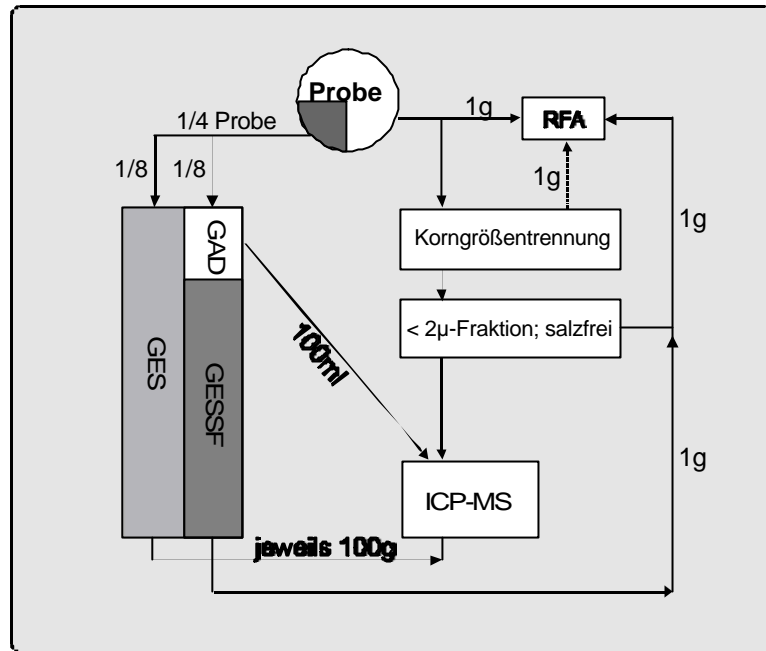 Probe
1/4 Probe
1g
RFA
1/8
1/8
1g
1g
GAD
Korngrößentrennung
100ml
< 2µ-Fraktion; salzfrei
GES
GESSF
1g
ICP-MS
jeweils 100g